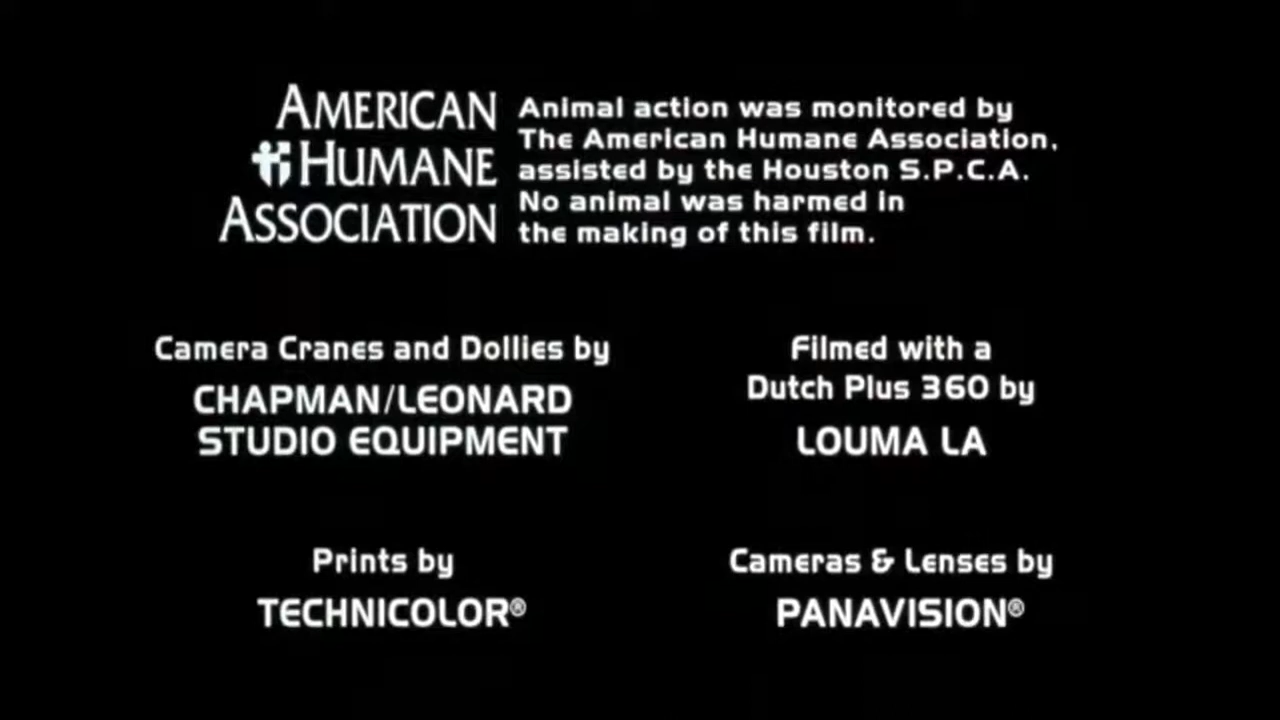 AMERICAN
HUMANE
ASSOCIATION
Animal action was monitored by
The American Humane Association,
assisted by the Houston S.P.C.A.
No animal was harmed in
the making of this film.
Camera Cranes and Dollies by
CHAPMAN/LEONARD
STUDIO EQUIPMENT
Filmed with a
Dutch Plus 360 by
LOUMA LA
Prints by
TECHNICOLOR®
Cameras & Lenses by
PANAVISION®